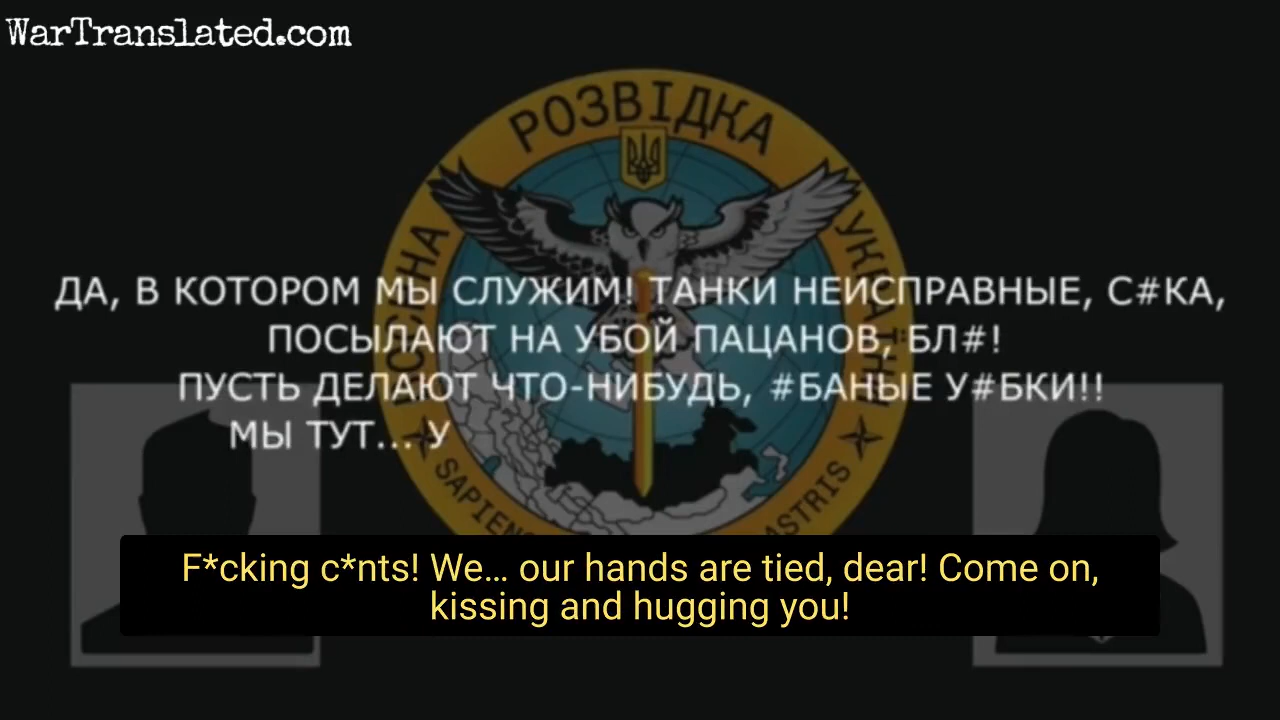 WarTranslated.com
РОЗВІДКА
УКРАЇНИ
ДА, В КОТОРОМ МЫ СЛУЖИМ! ТАНКИ НЕИСПРАВНЫЕ, С#КА,
ПОСЫЛАЮТ НА УБОЙ ПАЦАНОВ, БЛ#!
ПУСТЬ ДЕЛАЮТ ЧТО-НИБУДЬ, #БАНЫЕ У#БКИ!!
МЫ ТУТ... У
F*cking c*nts! We... our hands are tied, dear! Come on,
kissing and hugging you!